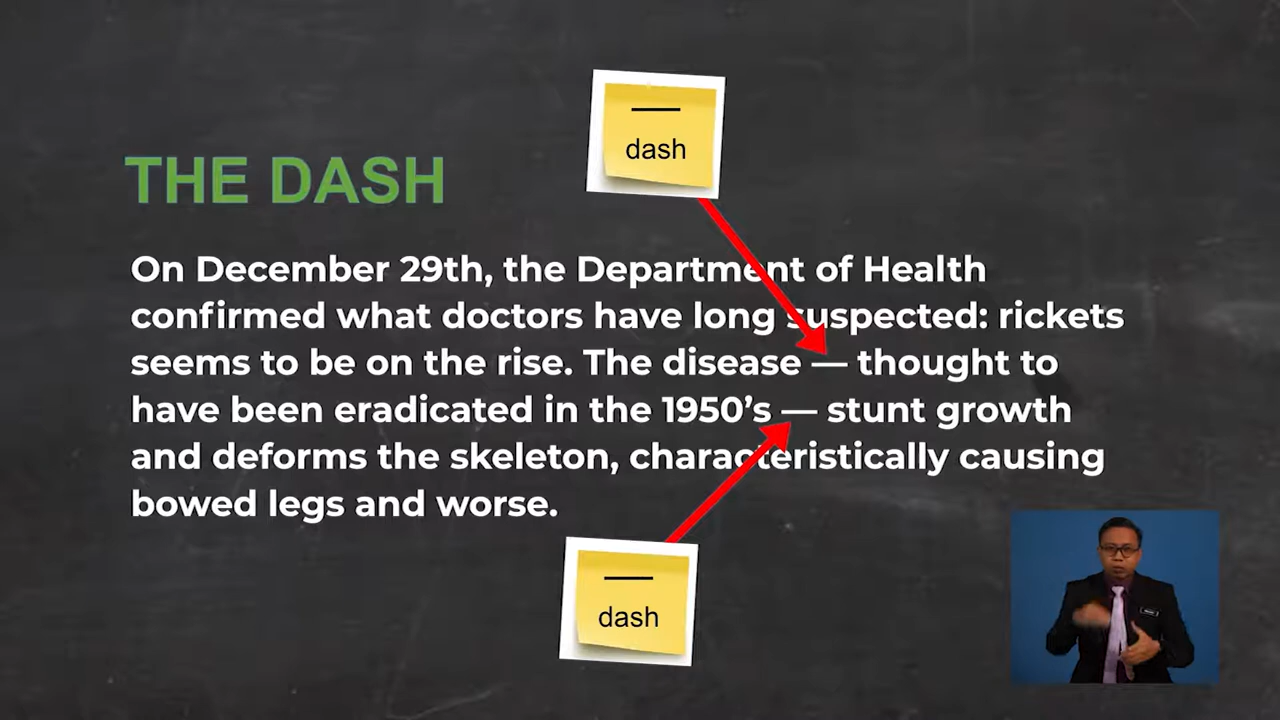 —
dash
THE DASH
On December 29th, the Department of Health
confirmed what doctors have long suspected: rickets
seems to be on the rise. The disease — thought to
have been eradicated in the 1950’s — stunt growth
and deforms the skeleton, characteristically causing
bowed legs and worse.
—
dash